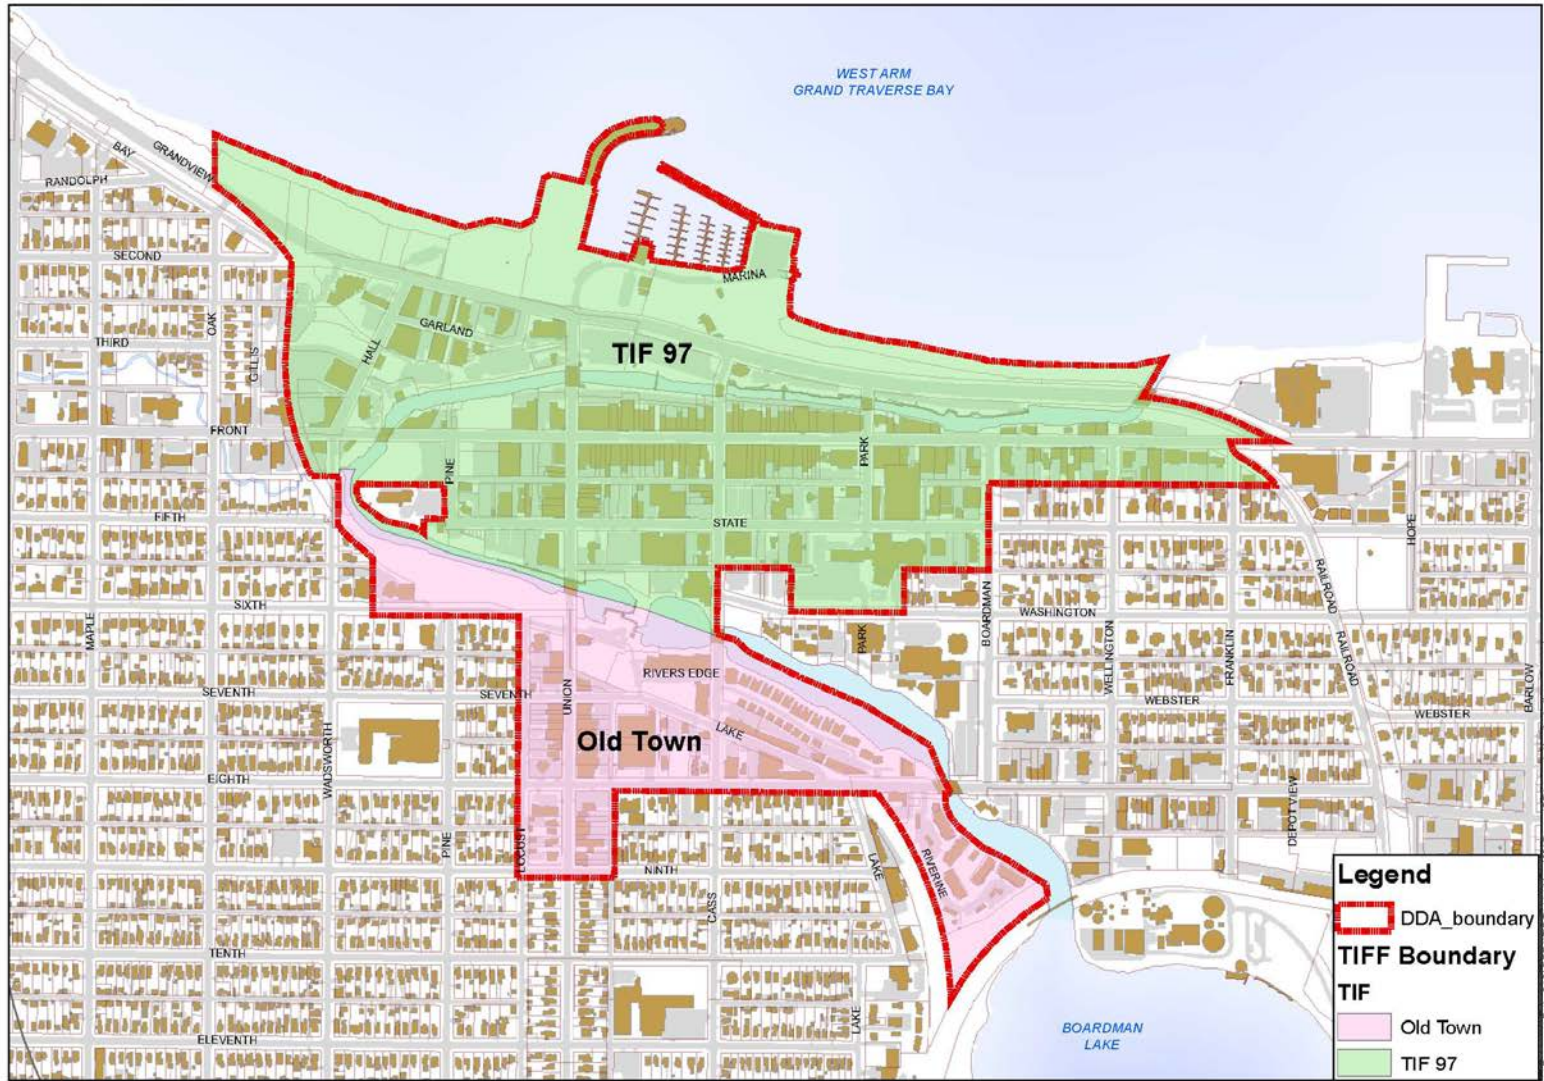 WEST ARM
GRAND TRAVERSE BAY
BAY
GRANDVIEW
RANDOLPH
SECOND
MARINA
OAK
GARLAND
THIRD
HALL
GILLIS
TIF 97
FRONT
PARK
PINE
FIFTH
STATE
HOPE
RAILROAD
SIXTH
MAPLE
BOARDMAN
WASHINGTON
PARK
WELLINGTON
FRANKLIN
RAILROAD
BARLOW
RIVERS EDGE
SEVENTH
SEVENTH
UNION
WEBSTER
WEBSTER
LAKE
Old Town
WADSWORTH
EIGHTH
DEPOT VIEW
PINE
LOCUST
NINTH
LAKE
RIVERINE
CASS
TENTH
LAKE
ELEVENTH
BOARDMAN
LAKE
Legend
DDA_boundary
TIFF Boundary
TIF
Old Town
TIF 97